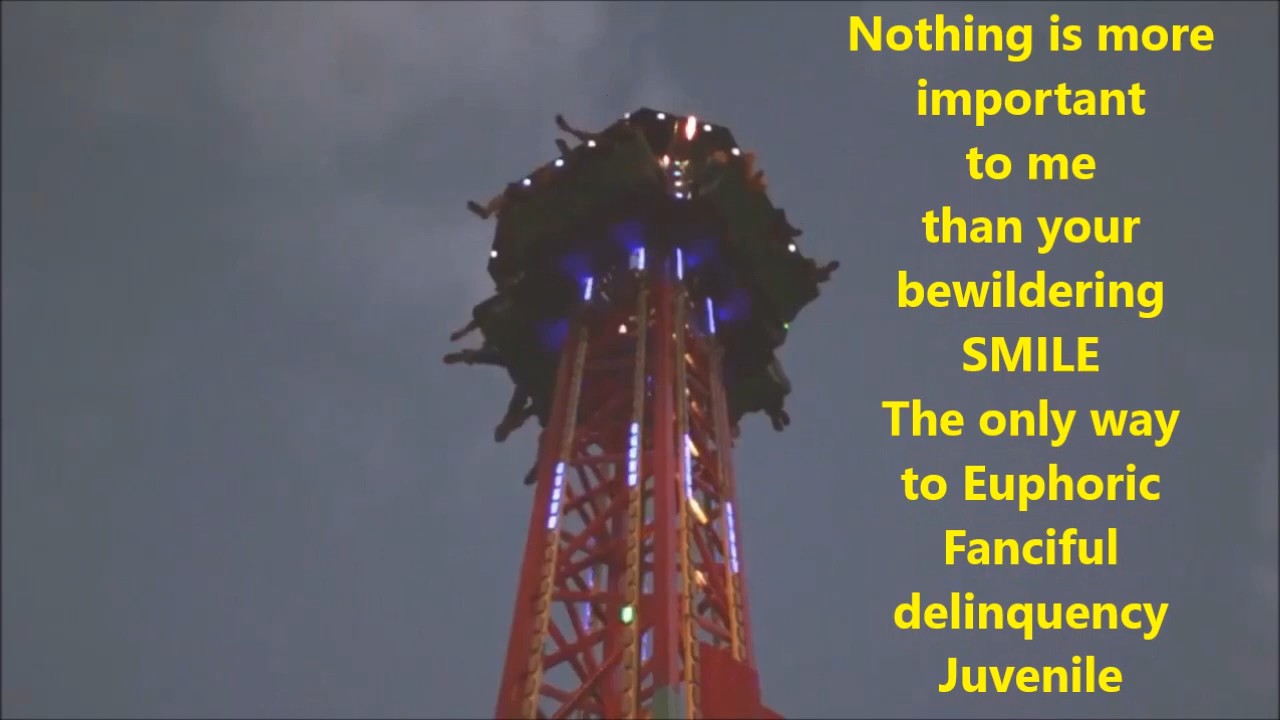 Nothing is more
important
to me
than your
bewildering
SMILE
The only way
to Euphoric
Fanciful
delinquency
Juvenile